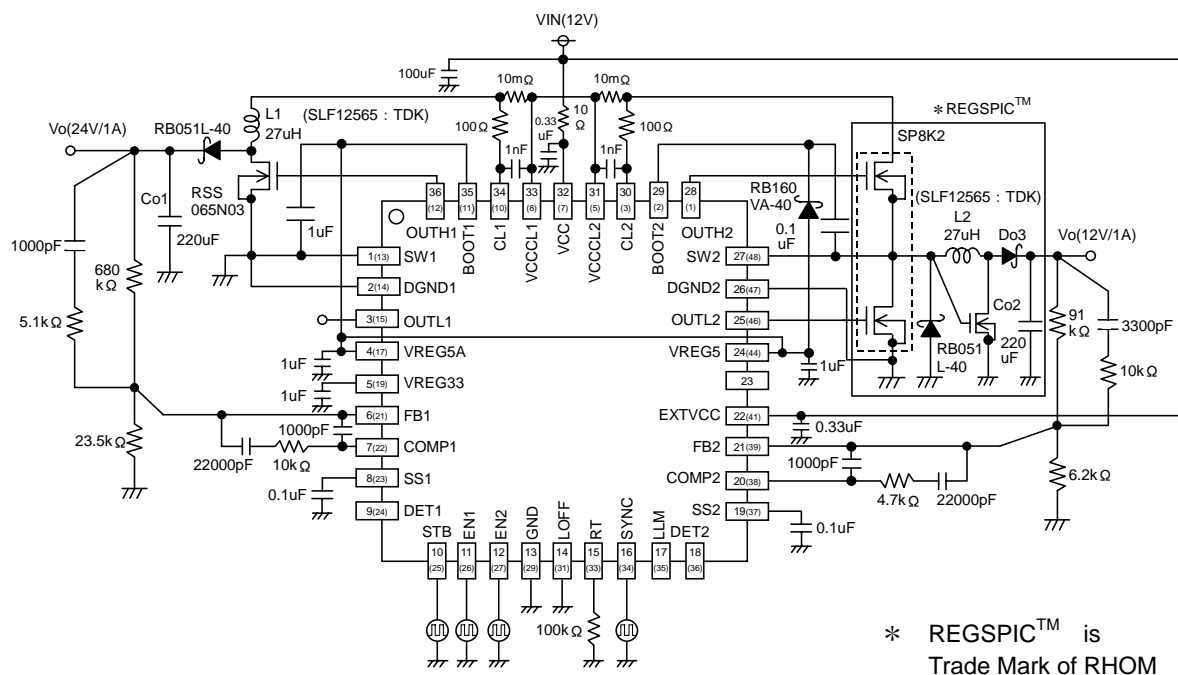 VIN(12V)
100uF
10mΩ
10mΩ
L1
27uH
(SLF12565 : TDK)
100Ω
0.33
uF
10
Ω
100Ω
1nF
1nF
＊REGSPIC™
SP8K2
Vo(24V/1A)
RB051L-40
RSS
065N03
Co1
220uF
1uF
1000pF
680
kΩ
5.1kΩ
23.5kΩ
36
(12)
35
(11)
34
(10)
33
(8)
32
(7)
31
(5)
30
(3)
29
(2)
28
(1)
OUTH1
BOOT1
CL1
VCCCL1
VCC
VCCCL2
CL2
BOOT2
OUTH2
RB160
VA-40
0.1
uF
(SLF12565 : TDK)
L2
27uH
Do3
Vo(12V/1A)
Co2
220
uF
RB051
L-40
91
kΩ
3300pF
10kΩ
6.2kΩ
1(13) SW1
2(14) DGND1
3(15) OUTL1
4(17) VREG5A
5(19) VREG33
6(21) FB1
7(22) COMP1
8(23) SS1
9(24) DET1
1uF
1uF
1000pF
22000pF
10kΩ
0.1uF
SW2 27(48)
DGND2 26(47)
OUTL2 25(46)
VREG5 24(44)
23
EXTVCC 22(41)
FB2 21(39)
COMP2 20(38)
SS2 19(37)
1uF
0.33uF
1000pF
4.7kΩ
22000pF
0.1uF
STB
EN1
EN2
GND
LOFF
RT
SYNC
LLM
DET2
10
(25)
11
(26)
12
(27)
13
(29)
14
(31)
15
(33)
16
(34)
17
(35)
18
(36)
100kΩ
＊ REGSPIC™ is
Trade Mark of RHOM